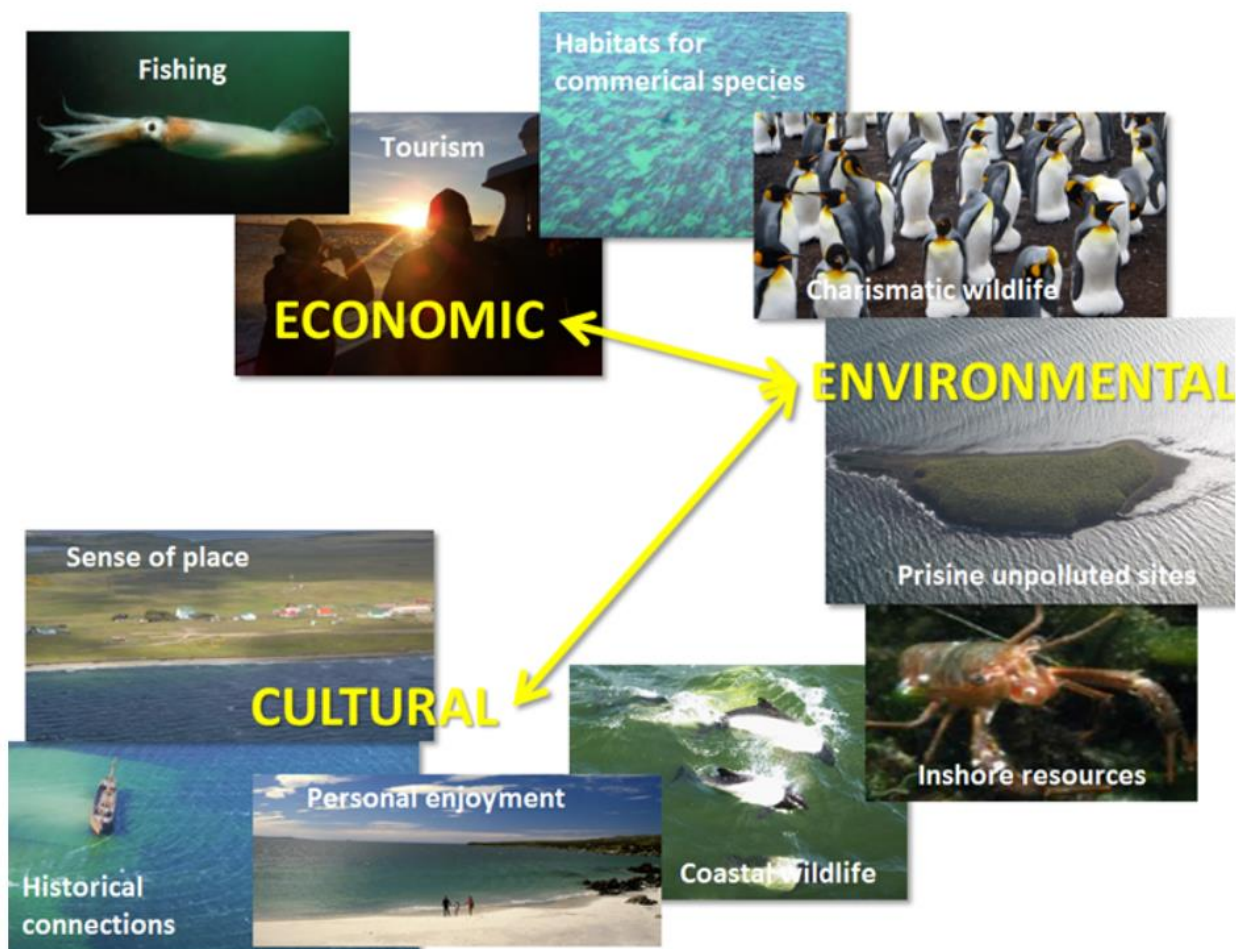 Fishing
Tourism
Habitats for
commerical species
Charismatic wildlife
ECONOMIC
ENVIRONMENTAL
Prisine unpolluted sites
Sense of place
CULTURAL
Inshore resources
Personal enjoyment
Coastal wildlife
Historical
connections